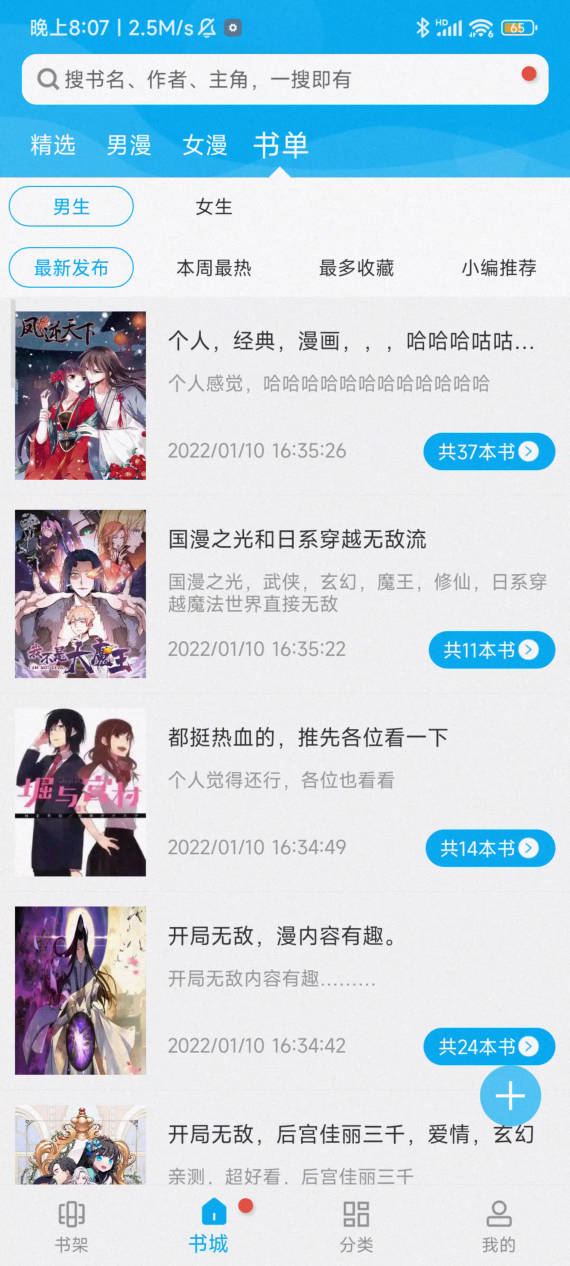 晚上8:07 | 2.5M/s
HD
65
搜书名、作者、主角，一搜即有
精选 男漫 女漫 书单
男生 女生
最新发布 本周最热 最多收藏 小编推荐
凤还天下
个人，经典，漫画，，，哈哈哈咕咕...
个人感觉，哈哈哈哈哈哈哈哈哈哈哈哈
2022/01/10 16:35:26
共37本书
国漫之光和日系穿越无敌流
国漫之光，武侠，玄幻，魔王，修仙，日系穿
越魔法世界直接无敌
我不是大魔王
2022/01/10 16:35:22
共11本书
都挺热血的，推先各位看一下
个人觉得还行，各位也看看
堀与宫村
2022/01/10 16:34:49
共14本书
开局无敌，漫内容有趣。
开局无敌内容有趣………
2022/01/10 16:34:42
共24本书
开局无敌，后宫佳丽三千，爱情，玄幻
亲测，超好看，后宫佳丽三千
书架 书城 分类 我的